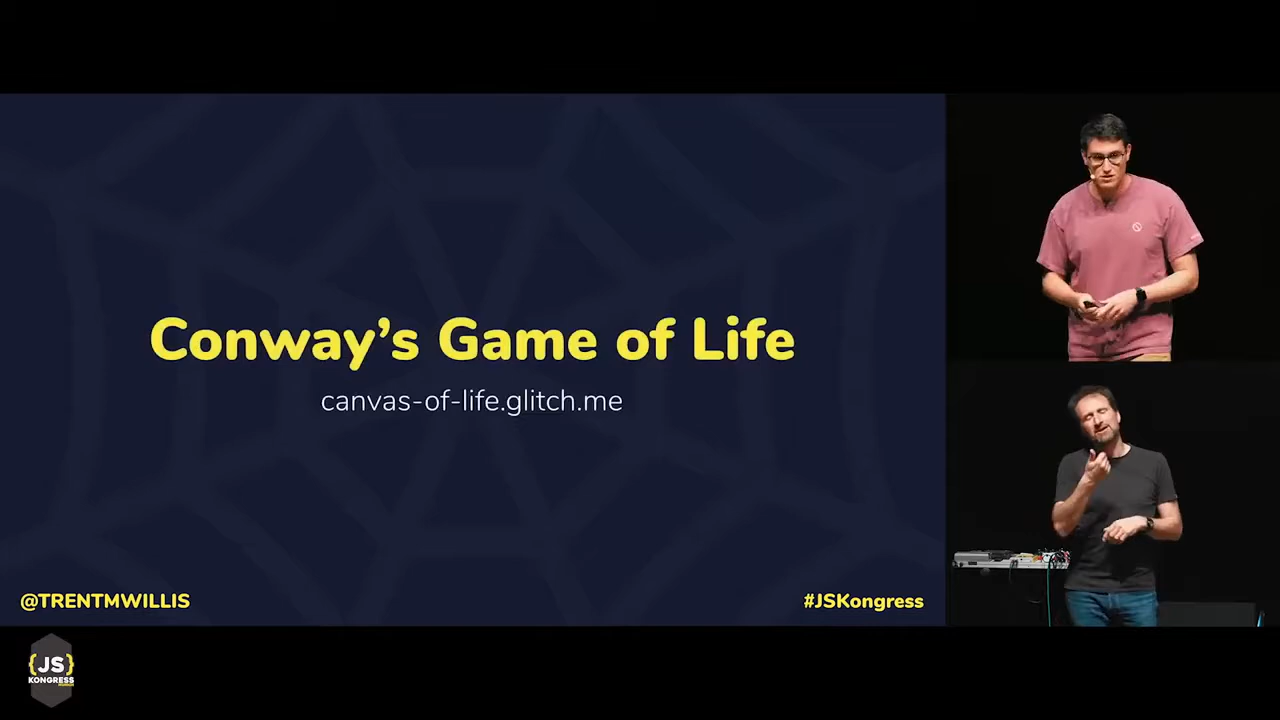 Conway’s Game of Life
canvas-of-life.glitch.me
@TRENTMWILLIS
#JSKongress
{JS}
KONGRESS